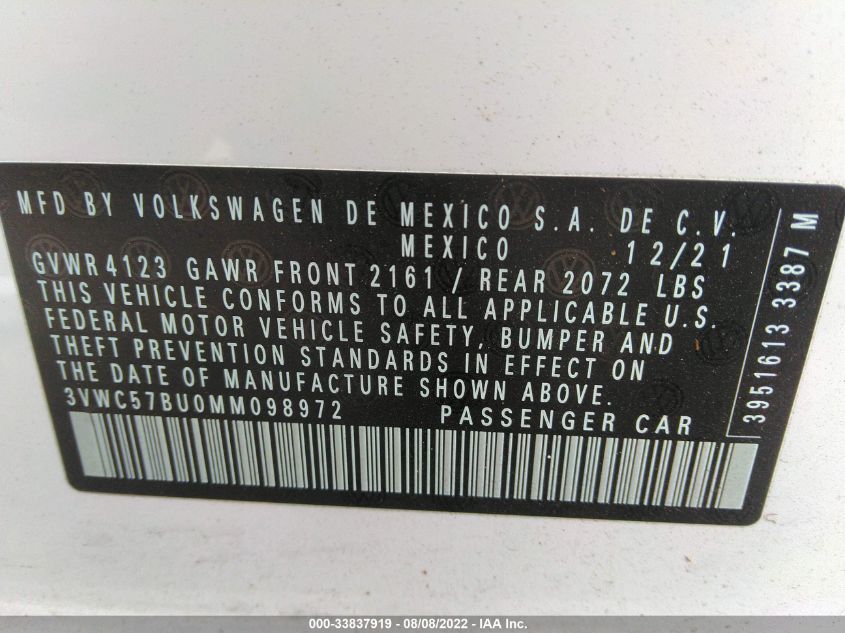 MFD BY VOLKSWAGEN DE MEXICO S.A. DE C.V.
MEXICO 12/21
GVWR 4123 GAWR FRONT 2161 / REAR 2072 LBS
THIS VEHICLE CONFORMS TO ALL APPLICABLE U.S.
FEDERAL MOTOR VEHICLE SAFETY, BUMPER AND
THEFT PREVENTION STANDARDS IN EFFECT ON
THE DATE OF MANUFACTURE SHOWN ABOVE.
3VWC57BU0MM098972 PASSENGER CAR
3951613 3387 M
000-33837919 - 08/08/2022 - IAA Inc.